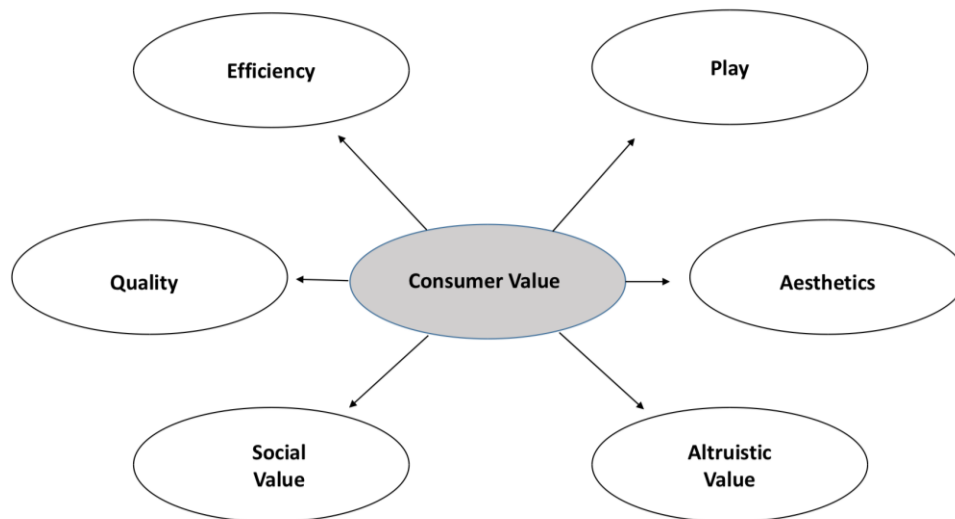 Efficiency
Play
Quality
Consumer Value
Aesthetics
Social
Value
Altruistic
Value